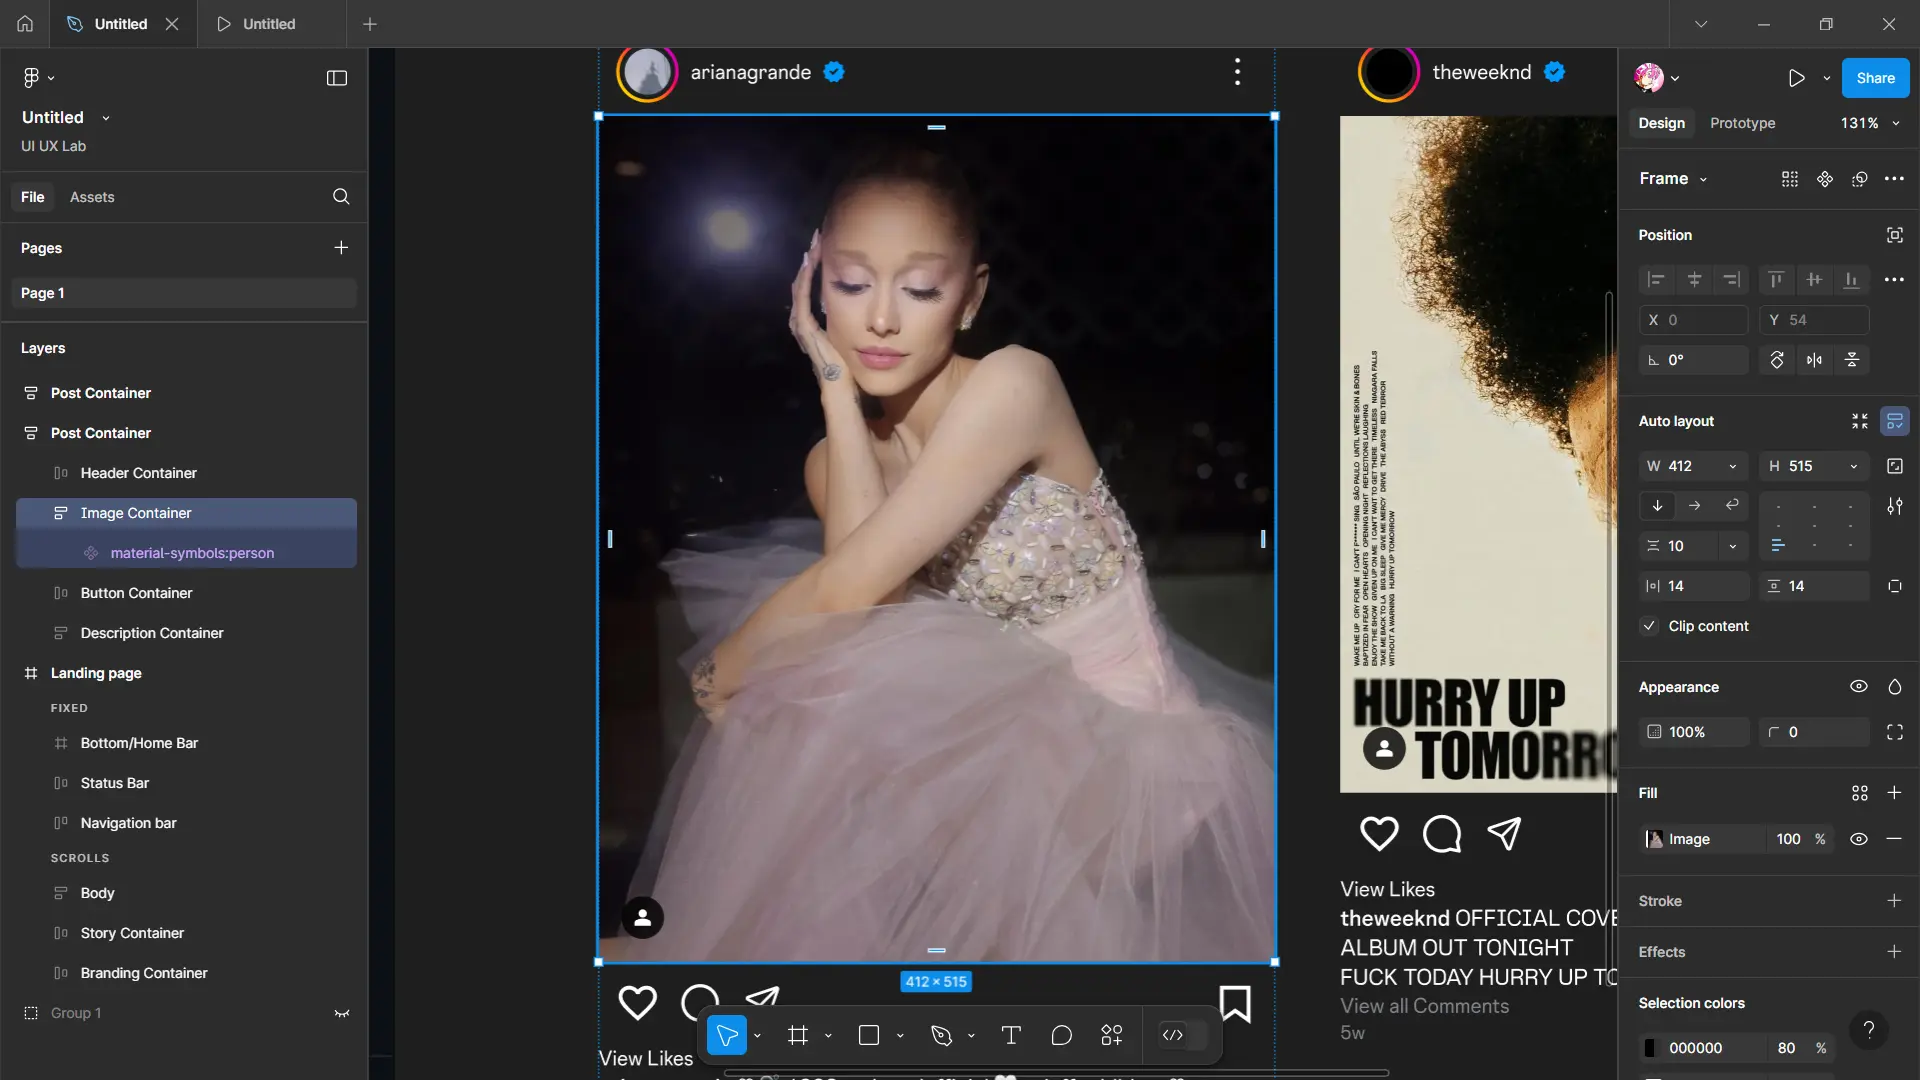 Untitled
Untitled
Untitled
UI UX Lab
File
Assets
Pages
Page 1
Layers
Post Container
Post Container
Header Container
Image Container
material-symbols:person
Button Container
Description Container
Landing page
FIXED
Bottom/Home Bar
Status Bar
Navigation bar
SCROLLS
Body
Story Container
Branding Container
Group 1
arianagrande
412 × 515
View Likes
theweeknd
HURRY UP
TOMORRO
View Likes
theweeknd OFFICIAL COVE
ALBUM OUT TONIGHT
FUCK TODAY HURRY UP TO
View all Comments
5w
Share
Design
Prototype
131%
Frame
Position
X 0
Y 54
0°
Auto layout
W 412
H 515
10
14
14
Clip content
Appearance
100%
0
Fill
Image
100 %
Stroke
Effects
Selection colors
000000
80 %
?